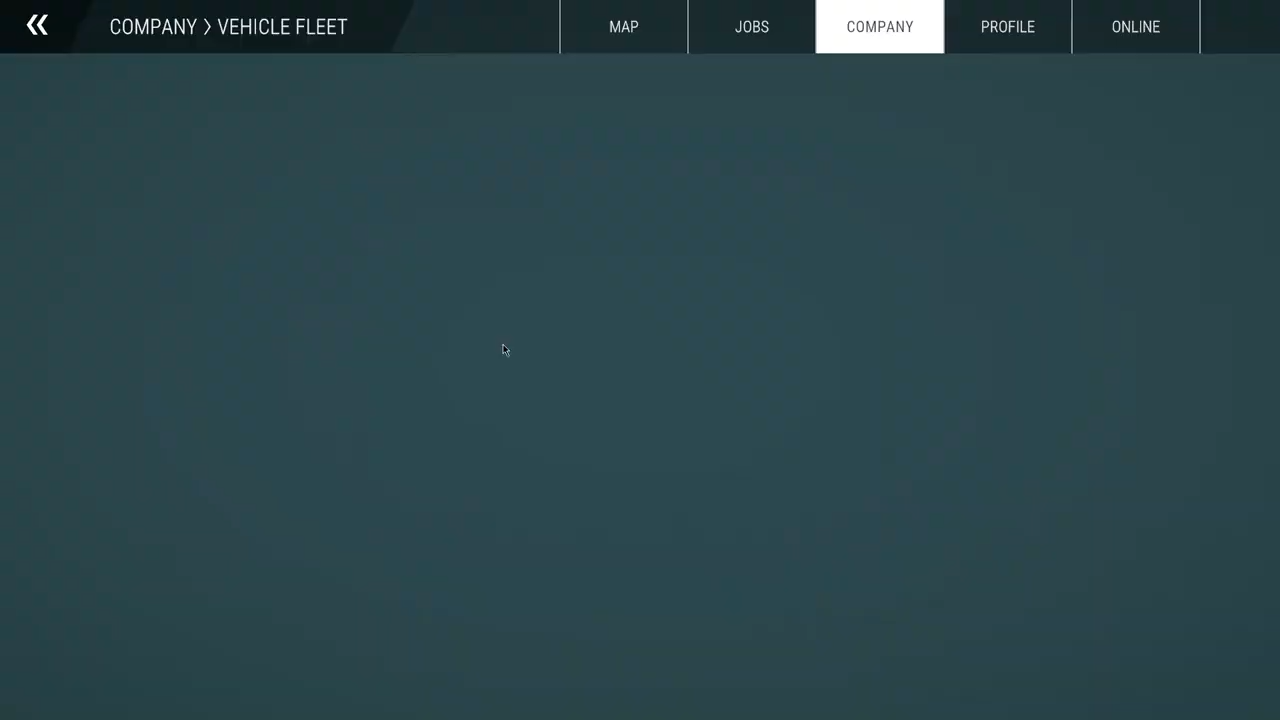 COMPANY > VEHICLE FLEET
MAP
JOBS
COMPANY
PROFILE
ONLINE